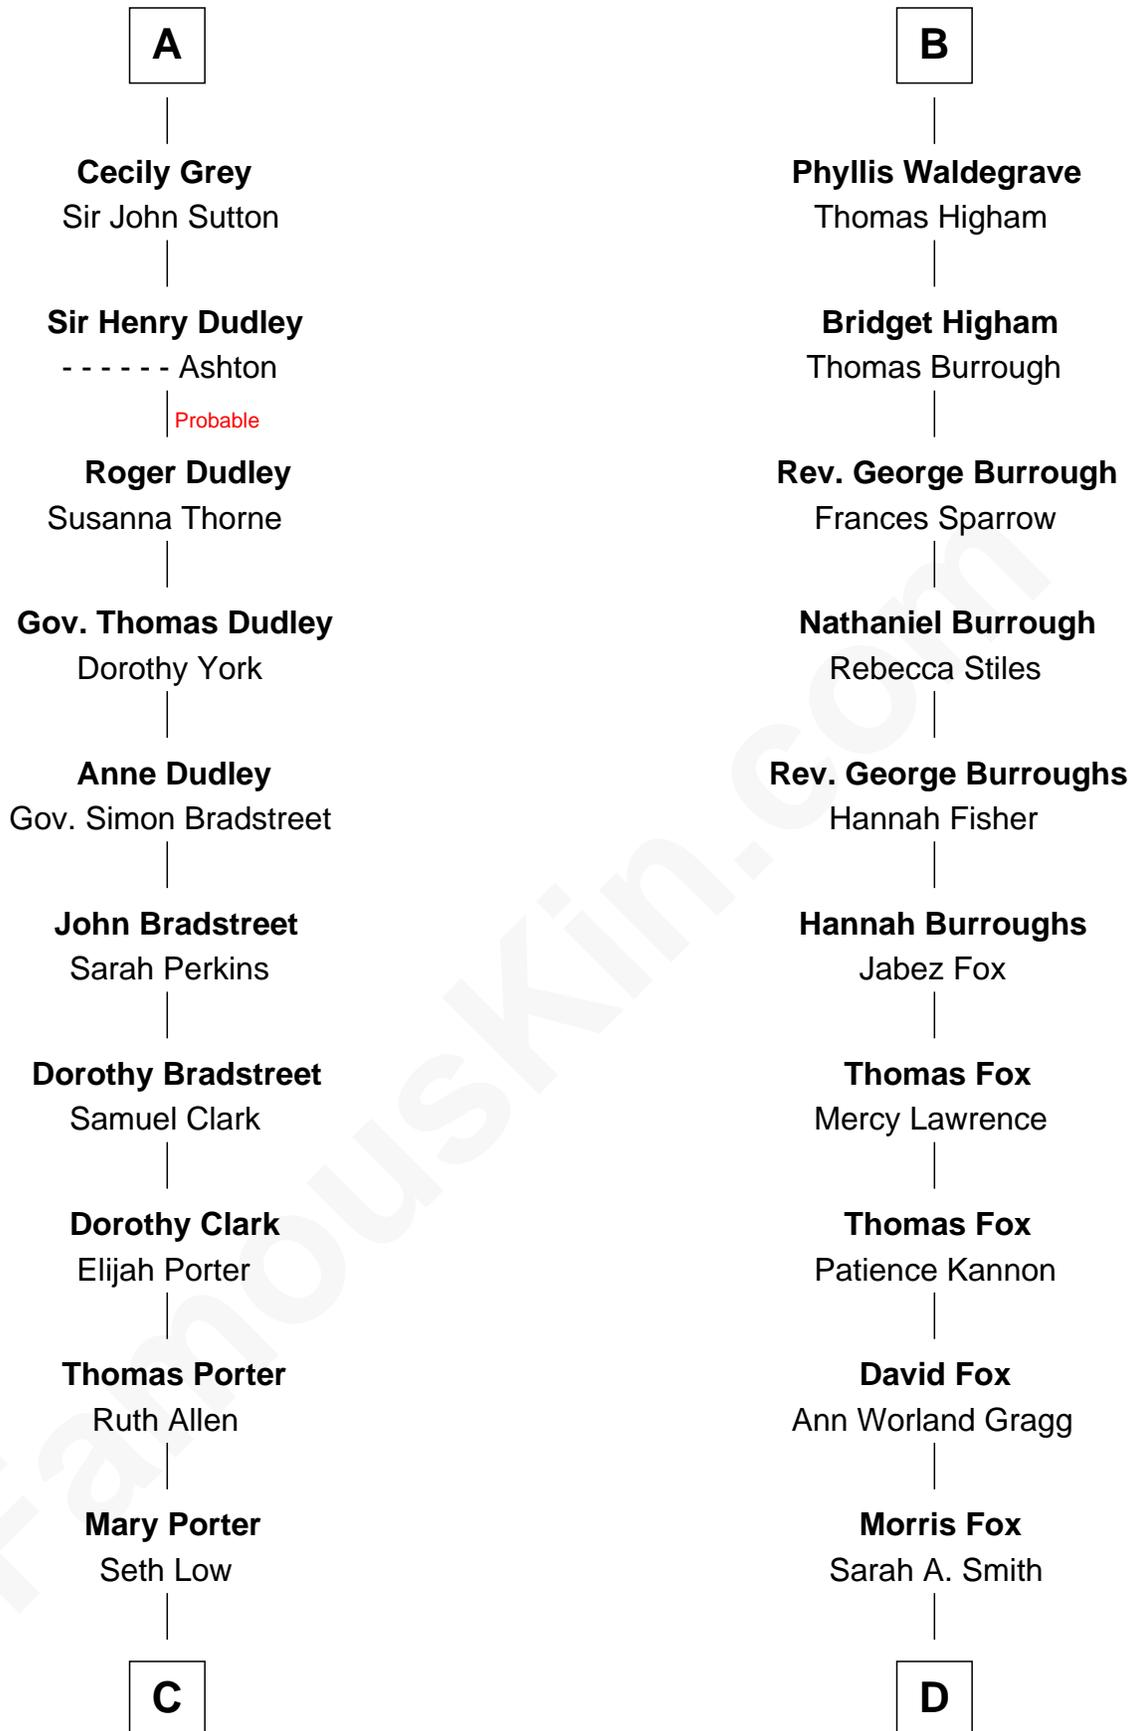 A
Cecily Grey
Sir John Sutton
Sir Henry Dudley
- - - - - - Ashton
Probable
Roger Dudley
Susanna Thorne
Gov. Thomas Dudley
Dorothy York
Anne Dudley
Gov. Simon Bradstreet
John Bradstreet
Sarah Perkins
Dorothy Bradstreet
Samuel Clark
Dorothy Clark
Elijah Porter
Thomas Porter
Ruth Allen
Mary Porter
Seth Low
C
B
Phyllis Waldegrave
Thomas Higham
Bridget Higham
Thomas Burrough
Rev. George Burrough
Frances Sparrow
Nathaniel Burrough
Rebecca Stiles
Rev. George Burroughs
Hannah Fisher
Hannah Burroughs
Jabez Fox
Thomas Fox
Mercy Lawrence
Thomas Fox
Patience Kannon
David Fox
Ann Worland Gragg
Morris Fox
Sarah A. Smith
D
FamousKin.com